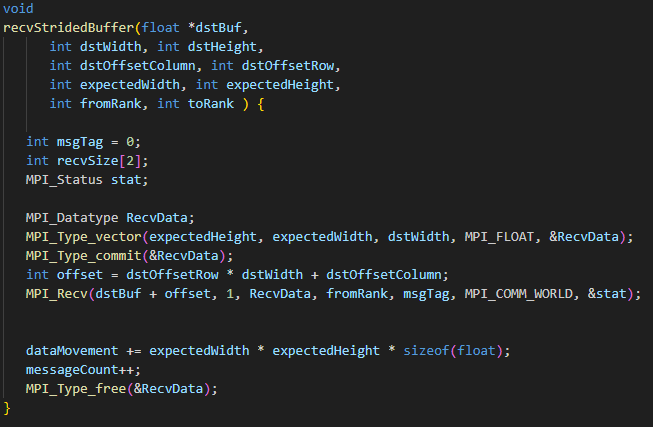 void
recvStridedBuffer(float *dstBuf,
int dstWidth, int dstHeight,
int dstOffsetColumn, int dstOffsetRow,
int expectedWidth, int expectedHeight,
int fromRank, int toRank ) {
int msgTag = 0;
int recvSize[2];
MPI_Status stat;
MPI_Datatype RecvData;
MPI_Type_vector(expectedHeight, expectedWidth, dstWidth, MPI_FLOAT, &RecvData);
MPI_Type_commit(&RecvData);
int offset = dstOffsetRow * dstWidth + dstOffsetColumn;
MPI_Recv(dstBuf + offset, 1, RecvData, fromRank, msgTag, MPI_COMM_WORLD, &stat);
dataMovement += expectedWidth * expectedHeight * sizeof(float);
messageCount++;
MPI_Type_free(&RecvData);
}